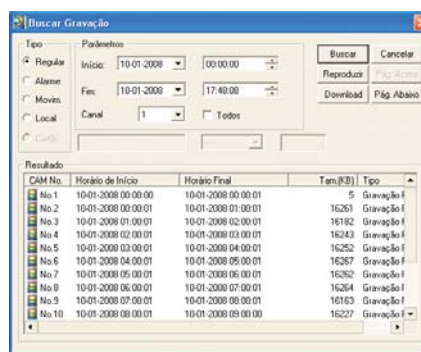 Buscar Gravação
Tipo
Regular
Alarme
Movim.
Local
Cartão
Parâmetros
Início: 10-01-2008 00:00:00
Fim: 10-01-2008 17:48:08
Canal 1 Todos
Buscar Cancelar
Reproduzir Pág. Acima
Download Pág. Abaixo
Resultado
CAM No. Horário de Início Horário Final Tam.(KB) Tipo
No.1 10-01-2008 00:00:00 10-01-2008 00:00:01 5 Gravação
No.2 10-01-2008 00:00:01 10-01-2008 01:00:01 16261 Gravação
No.3 10-01-2008 01:00:01 10-01-2008 02:00:01 16182 Gravação
No.4 10-01-2008 02:00:01 10-01-2008 03:00:01 16243 Gravação
No.5 10-01-2008 03:00:01 10-01-2008 04:00:01 16252 Gravação
No.6 10-01-2008 04:00:01 10-01-2008 05:00:01 16267 Gravação
No.7 10-01-2008 05:00:01 10-01-2008 06:00:01 16262 Gravação
No.8 10-01-2008 06:00:01 10-01-2008 07:00:01 16264 Gravação
No.9 10-01-2008 07:00:01 10-01-2008 08:00:01 16163 Gravação
No.10 10-01-2008 08:00:01 10-01-2008 09:00:00 16227 Gravação